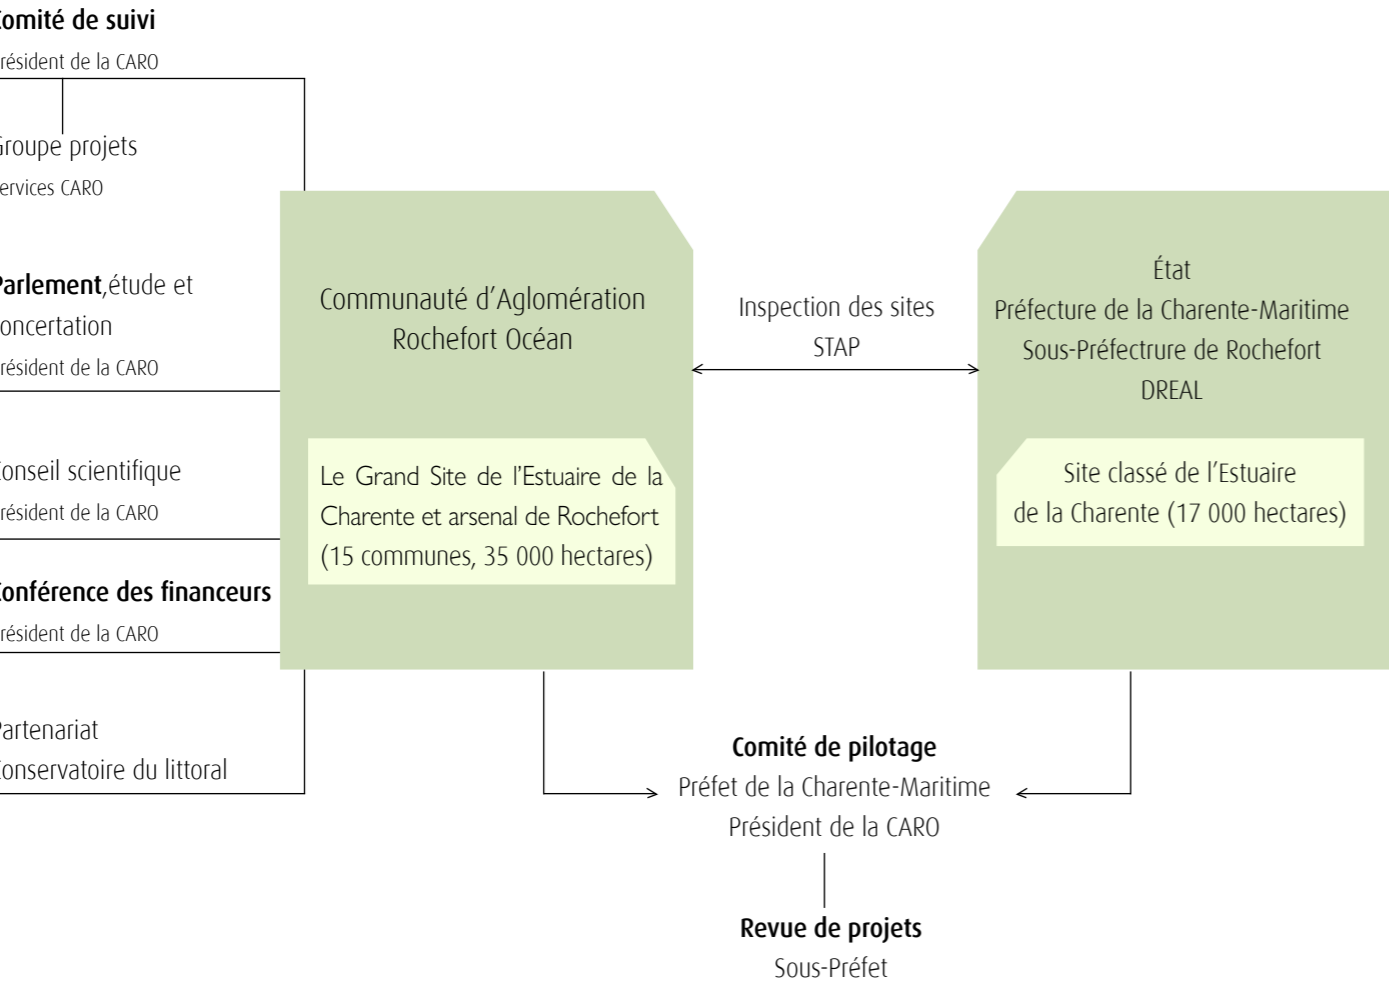 omité de suivi
résident de la CARO
Groupe projets
ervices CARO
Parlement,étude et
oncertation
résident de la CARO
onseil scientifique
résident de la CARO
onférence des financeurs
résident de la CARO
Partenariat
onservatoire du littoral
Communauté d’Aglomération
Rochefort Océan
Le Grand Site de l’Estuaire de la
Charente et arsenal de Rochefort
(15 communes, 35 000 hectares)
Inspection des sites
STAP
État
Préfecture de la Charente-Maritime
Sous-Préfectrure de Rochefort
DREAL
Site classé de l’Estuaire
de la Charente (17 000 hectares)
Comité de pilotage
Préfet de la Charente-Maritime
Président de la CARO
Revue de projets
Sous-Préfet